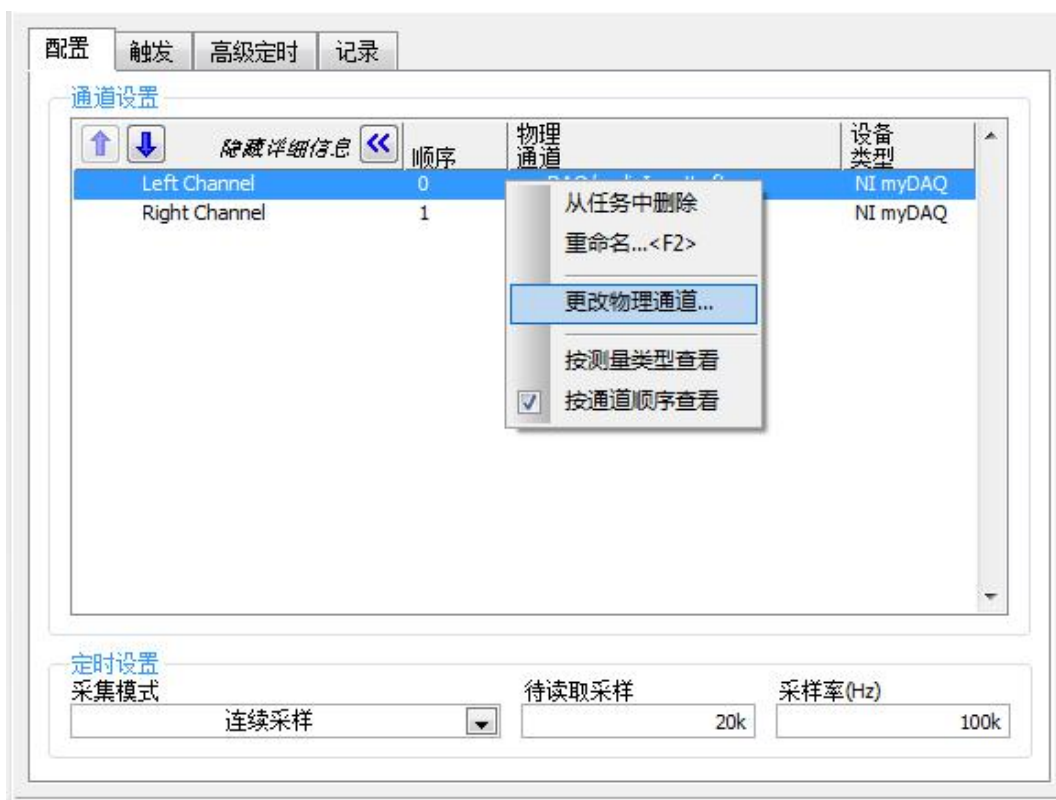 配置 触发 高级定时 记录
通道设置
隐藏详细信息 顺序 物理通道 设备类型
Left Channel 0 NI myDAQ
Right Channel 1 NI myDAQ
从任务中删除
重命名...<F2>
更改物理通道...
按测量类型查看
按通道顺序查看
定时设置
采集模式 待读取采样 采样率(Hz)
连续采样 20k 100k